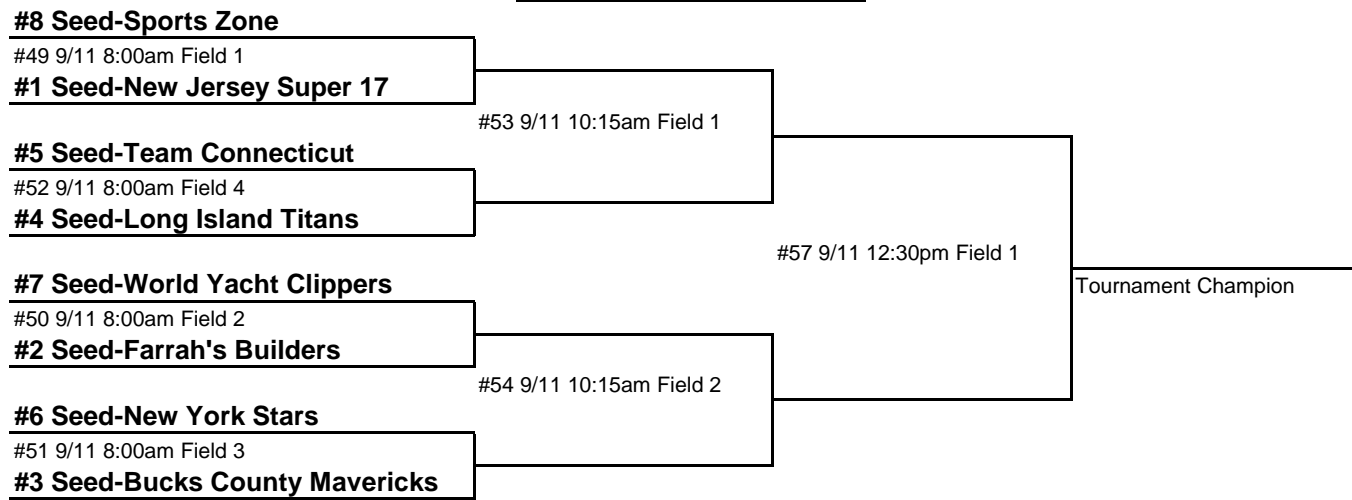 #8 Seed-Sports Zone
#49 9/11 8:00am Field 1
#1 Seed-New Jersey Super 17
#53 9/11 10:15am Field 1
#5 Seed-Team Connecticut
#52 9/11 8:00am Field 4
#4 Seed-Long Island Titans
#57 9/11 12:30pm Field 1
#7 Seed-World Yacht Clippers
Tournament Champion
#50 9/11 8:00am Field 2
#2 Seed-Farrah's Builders
#54 9/11 10:15am Field 2
#6 Seed-New York Stars
#51 9/11 8:00am Field 3
#3 Seed-Bucks County Mavericks